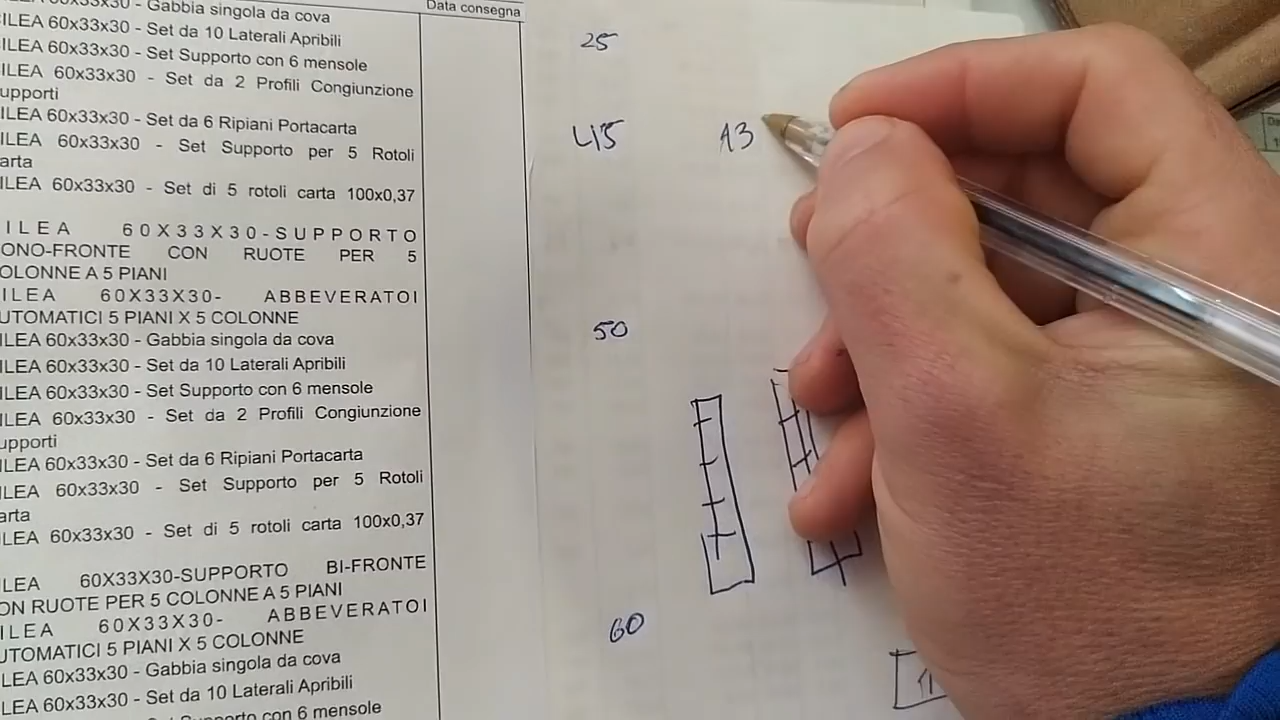 Data consegna
60x33x30 - Gabbia singola da cova
ILEA 60x33x30 - Set da 10 Laterali Apribili
ILEA 60x33x30 - Set Supporto con 6 mensole
ILEA 60x33x30 - Set da 2 Profili Congiunzione
upporti
ILEA 60x33x30 - Set da 6 Ripiani Portacarta
ILEA 60x33x30 - Set Supporto per 5 Rotoli
arta
ILEA 60x33x30 - Set di 5 rotoli carta 100x0,37
ILEA 60X33X30-SUPPORTO
ONO-FRONTE CON RUOTE PER 5
OLONNE A 5 PIANI
ILEA 60X33X30- ABBEVERATOI
UTOMATICI 5 PIANI X 5 COLONNE
ILEA 60x33x30 - Gabbia singola da cova
ILEA 60x33x30 - Set da 10 Laterali Apribili
ILEA 60x33x30 - Set Supporto con 6 mensole
ILEA 60x33x30 - Set da 2 Profili Congiunzione
upporti
ILEA 60x33x30 - Set da 6 Ripiani Portacarta
ILEA 60x33x30 - Set Supporto per 5 Rotoli
arta
ILEA 60x33x30 - Set di 5 rotoli carta 100x0,37
ILEA 60X33X30-SUPPORTO BI-FRONTE
ON RUOTE PER 5 COLONNE A 5 PIANI
ILEA 60X33X30- ABBEVERATOI
UTOMATICI 5 PIANI X 5 COLONNE
ILEA 60x33x30 - Gabbia singola da cova
ILEA 60x33x30 - Set da 10 Laterali Apribili
60x33x30 - Set Supporto con 6 mensole
25
45 13
50
60